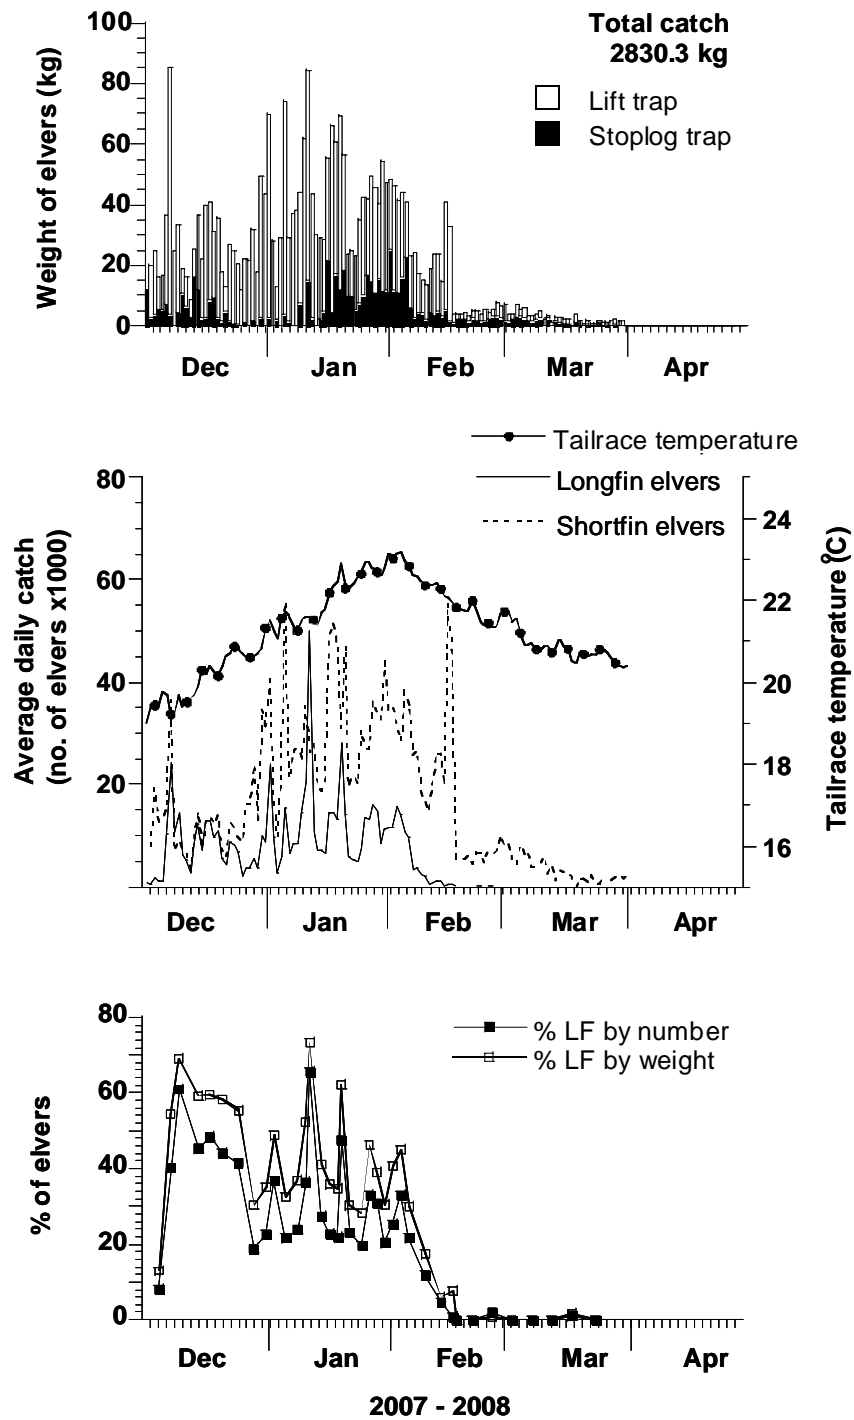 Total catch
2830.3 kg
Lift trap
Stoplog trap
Weight of elvers (kg)
100
80
60
40
20
0
Dec Jan Feb Mar Apr
Tailrace temperature
Longfin elvers
Shortfin elvers
Average daily catch
(no. of elvers x1000)
80
60
40
20
24
22
20
18
16
Tailrace temperature (°C)
Dec Jan Feb Mar Apr
% LF by number
% LF by weight
% of elvers
80
60
40
20
0
Dec Jan Feb Mar Apr
2007 - 2008